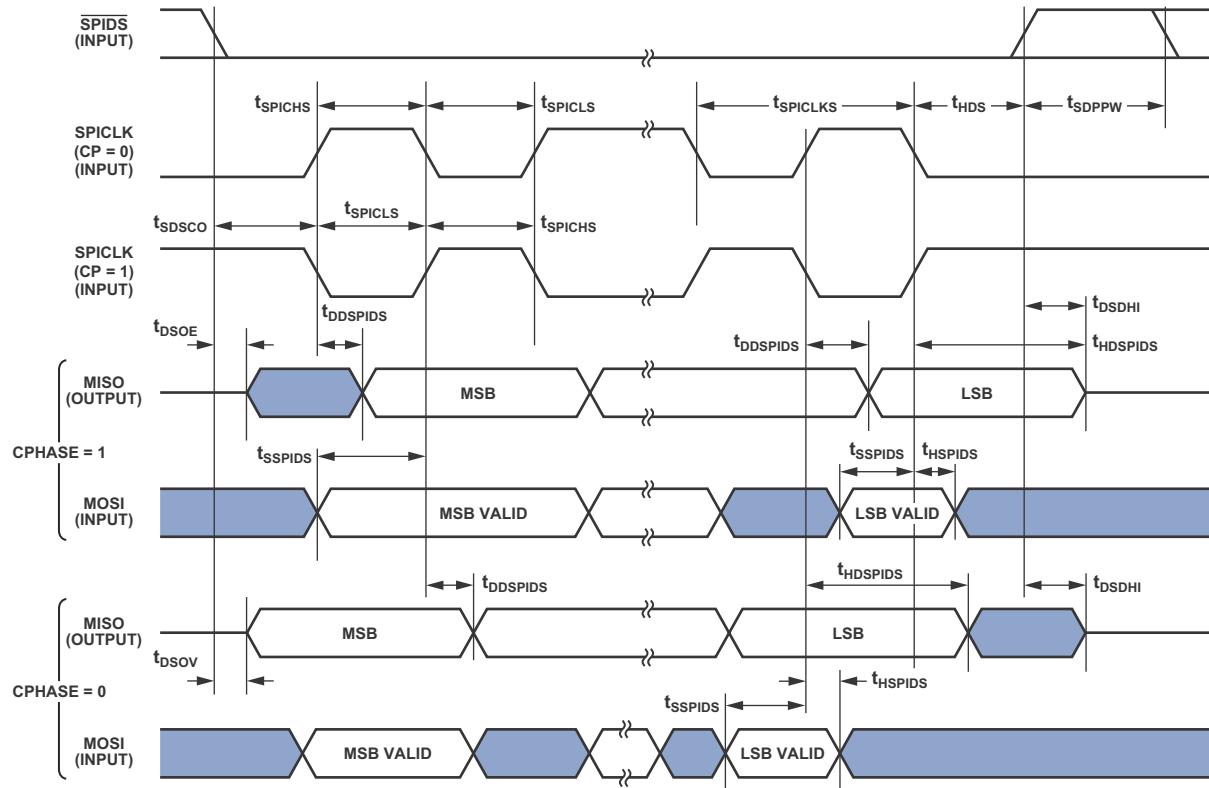 SPIDS
(INPUT)
tSPICHS
tSPICLS
tSPICLKS
tHDS
tSDPPW
SPICLK
(CP = 0)
(INPUT)
tSDSCO
tSPICLS
tSPICHS
SPICLK
(CP = 1)
(INPUT)
tDSOE
tDDSPIDS
tDDSPIDS
tDSDHI
tHDSPIDS
MISO
(OUTPUT)
MSB
LSB
CPHASE = 1
tSSPIDS
tSSPIDS
tHSPIDS
MOSI
(INPUT)
MSB VALID
LSB VALID
tDDSPIDS
tHDSPIDS
tDSDHI
MISO
(OUTPUT)
MSB
LSB
tDSOV
CPHASE = 0
tSSPIDS
tHSPIDS
MOSI
(INPUT)
MSB VALID
LSB VALID